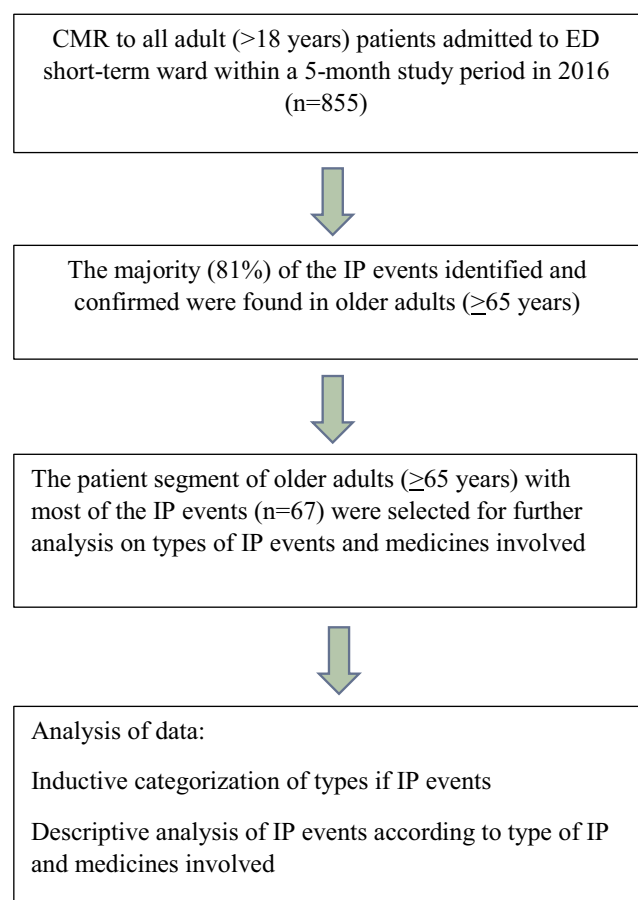 CMR to all adult (>18 years) patients admitted to ED
short-term ward within a 5-month study period in 2016
(n=855)
The majority (81%) of the IP events identified and
confirmed were found in older adults (≥65 years)
The patient segment of older adults (≥65 years) with
most of the IP events (n=67) were selected for further
analysis on types of IP events and medicines involved
Analysis of data:
Inductive categorization of types if IP events
Descriptive analysis of IP events according to type of IP
and medicines involved